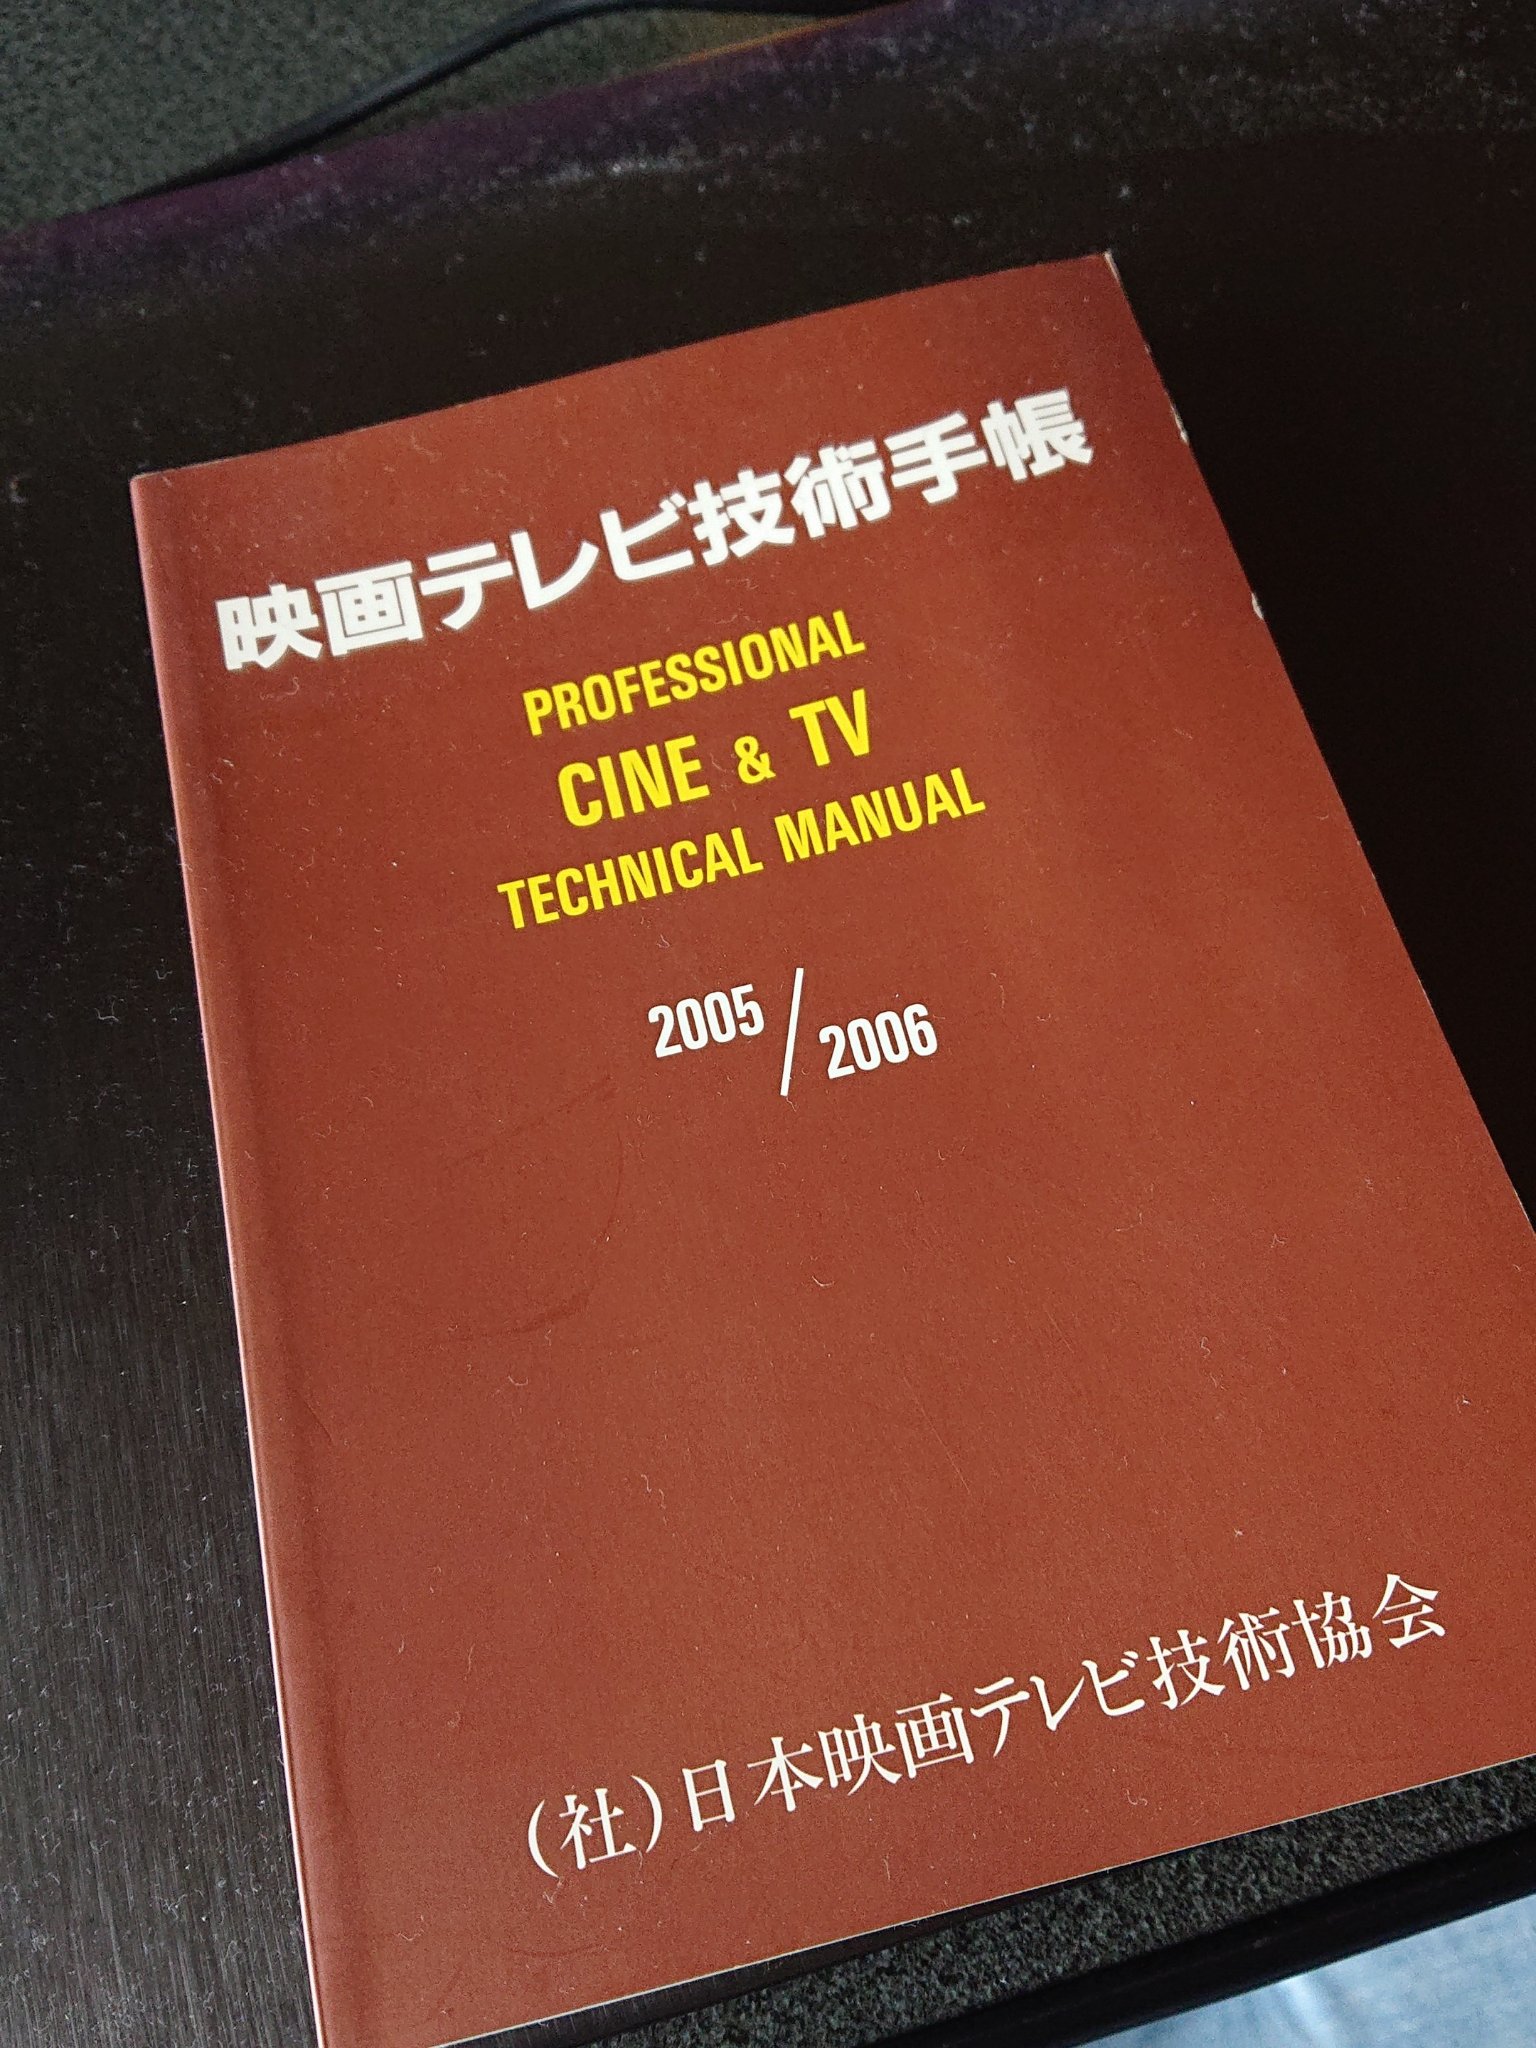 映画テレビ技術手帳
PROFESSIONAL
CINE & TV
TECHNICAL MANUAL
2005/2006
(社)日本映画テレビ技術協会